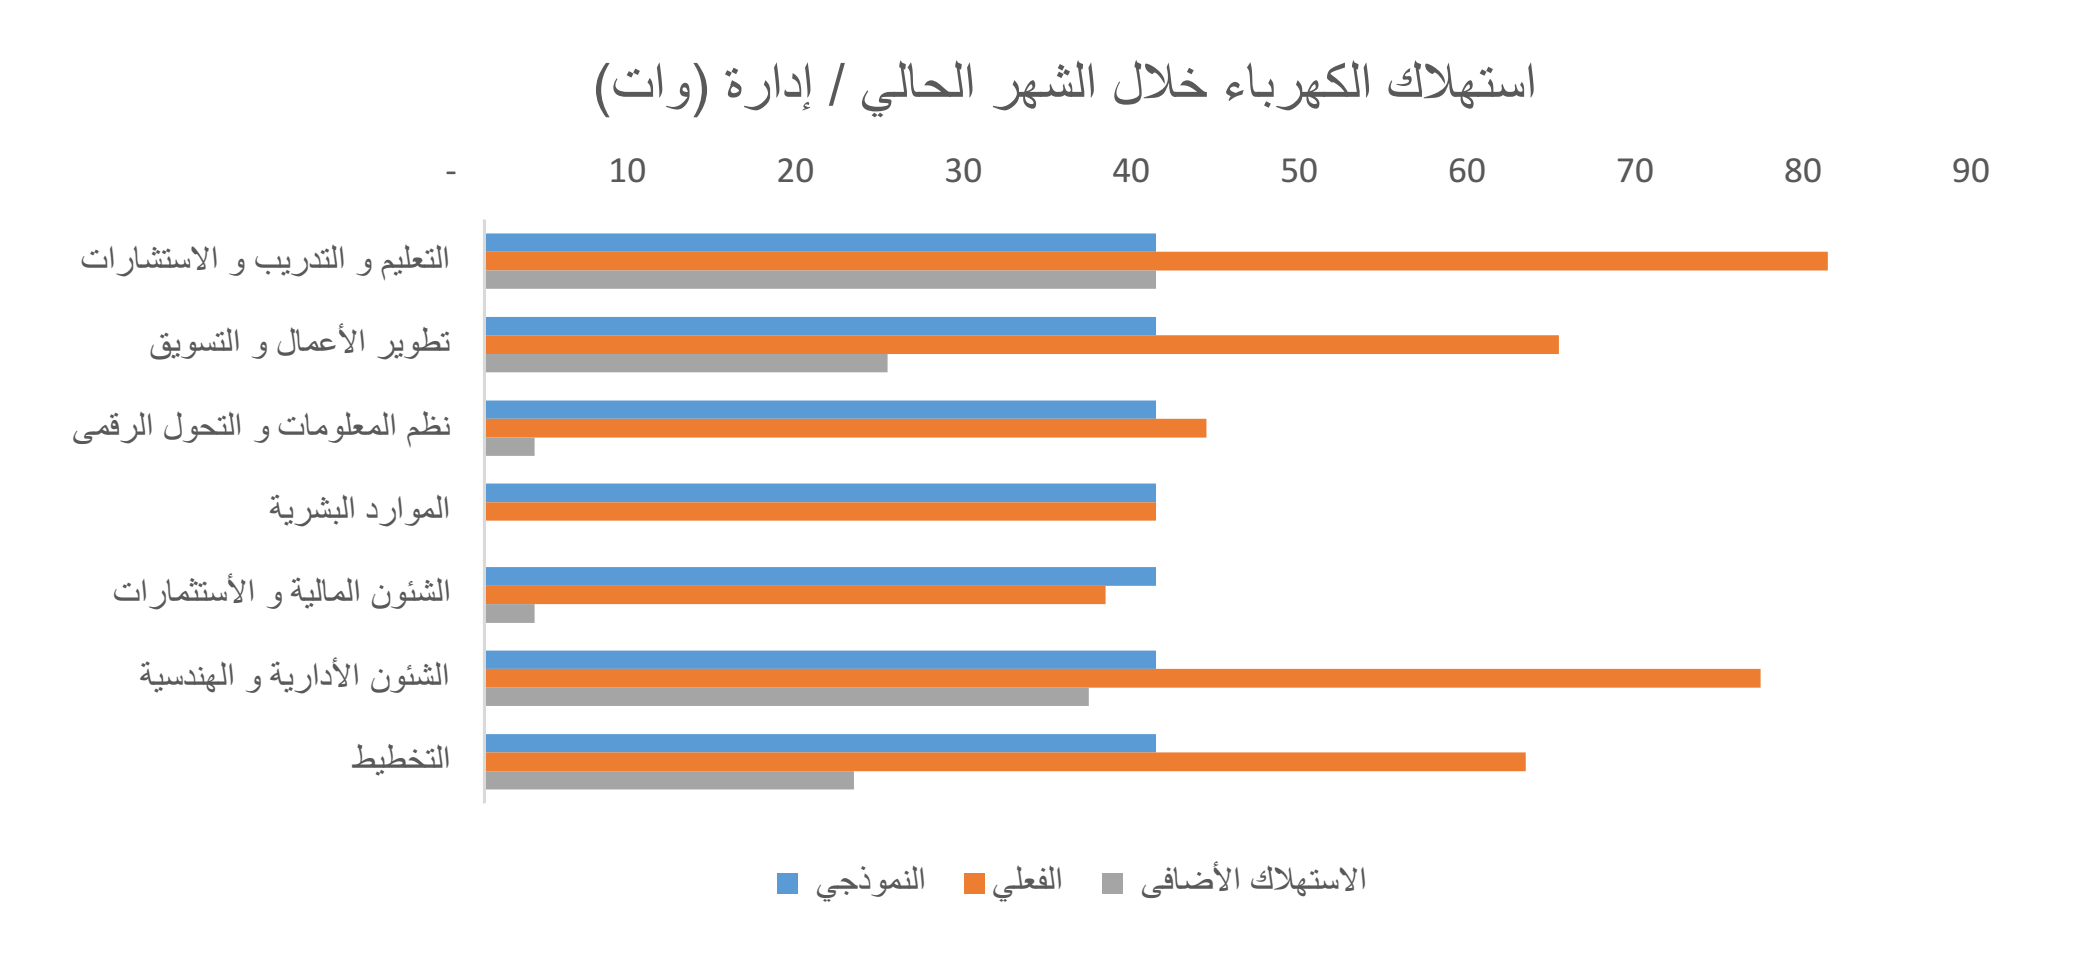 استهلاك الكهرباء خلال الشهر الحالي / إدارة (وات)
- 10 20 30 40 50 60 70 80 90
التعليم و التدريب و الاستشارات
تطوير الأعمال و التسويق
نظم المعلومات و التحول الرقمى
الموارد البشرية
الشئون المالية و الأستثمارات
الشئون الأدارية و الهندسية
التخطيط
النموذجي الفعلي الاستهلاك الأضافى